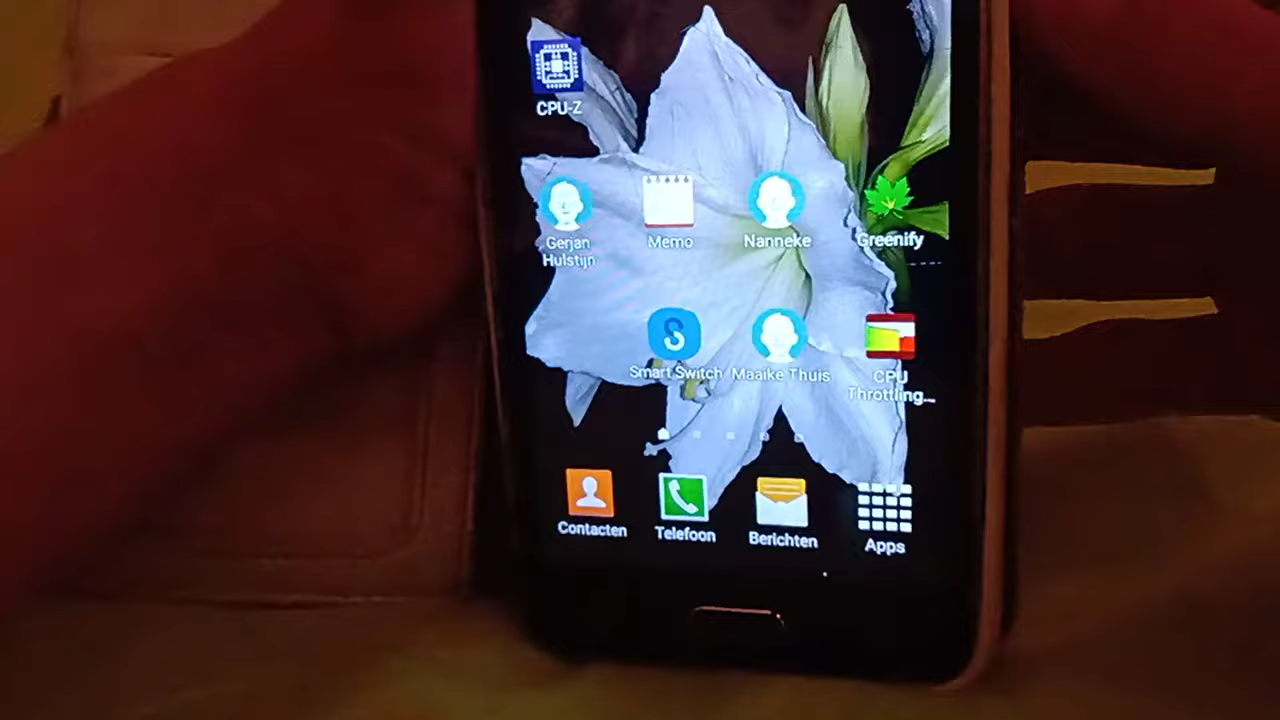 CPU-Z
Gerjan
Hulstijn
Memo
Nanneke
Greenify
Smart Switch
Maaike Thuis
CPU
Throttling...
Contacten
Telefoon
Berichten
Apps